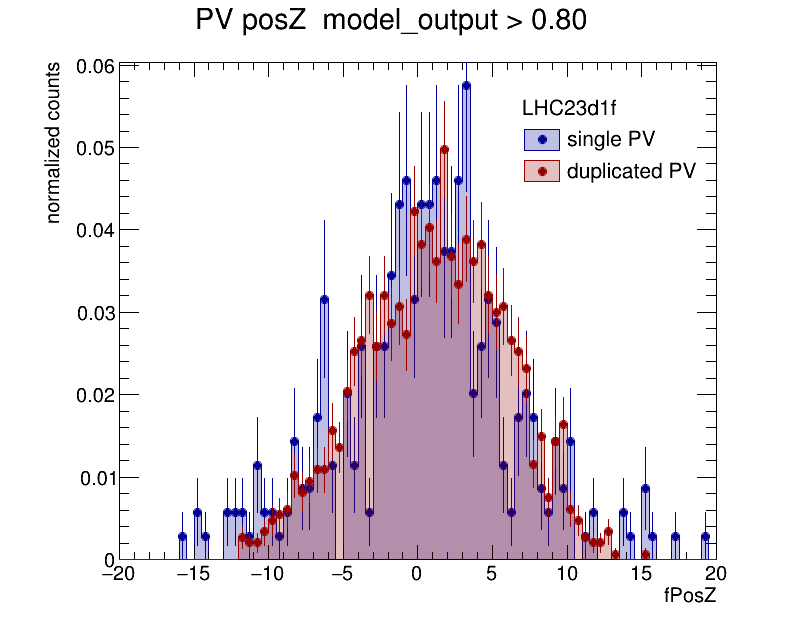 PV posZ model_output > 0.80
normalized counts
0.06
0.05
0.04
0.03
0.02
0.01
0
LHC23d1f
single PV
duplicated PV
−20 −15 −10 −5 0 5 10 15 20
fPosZ